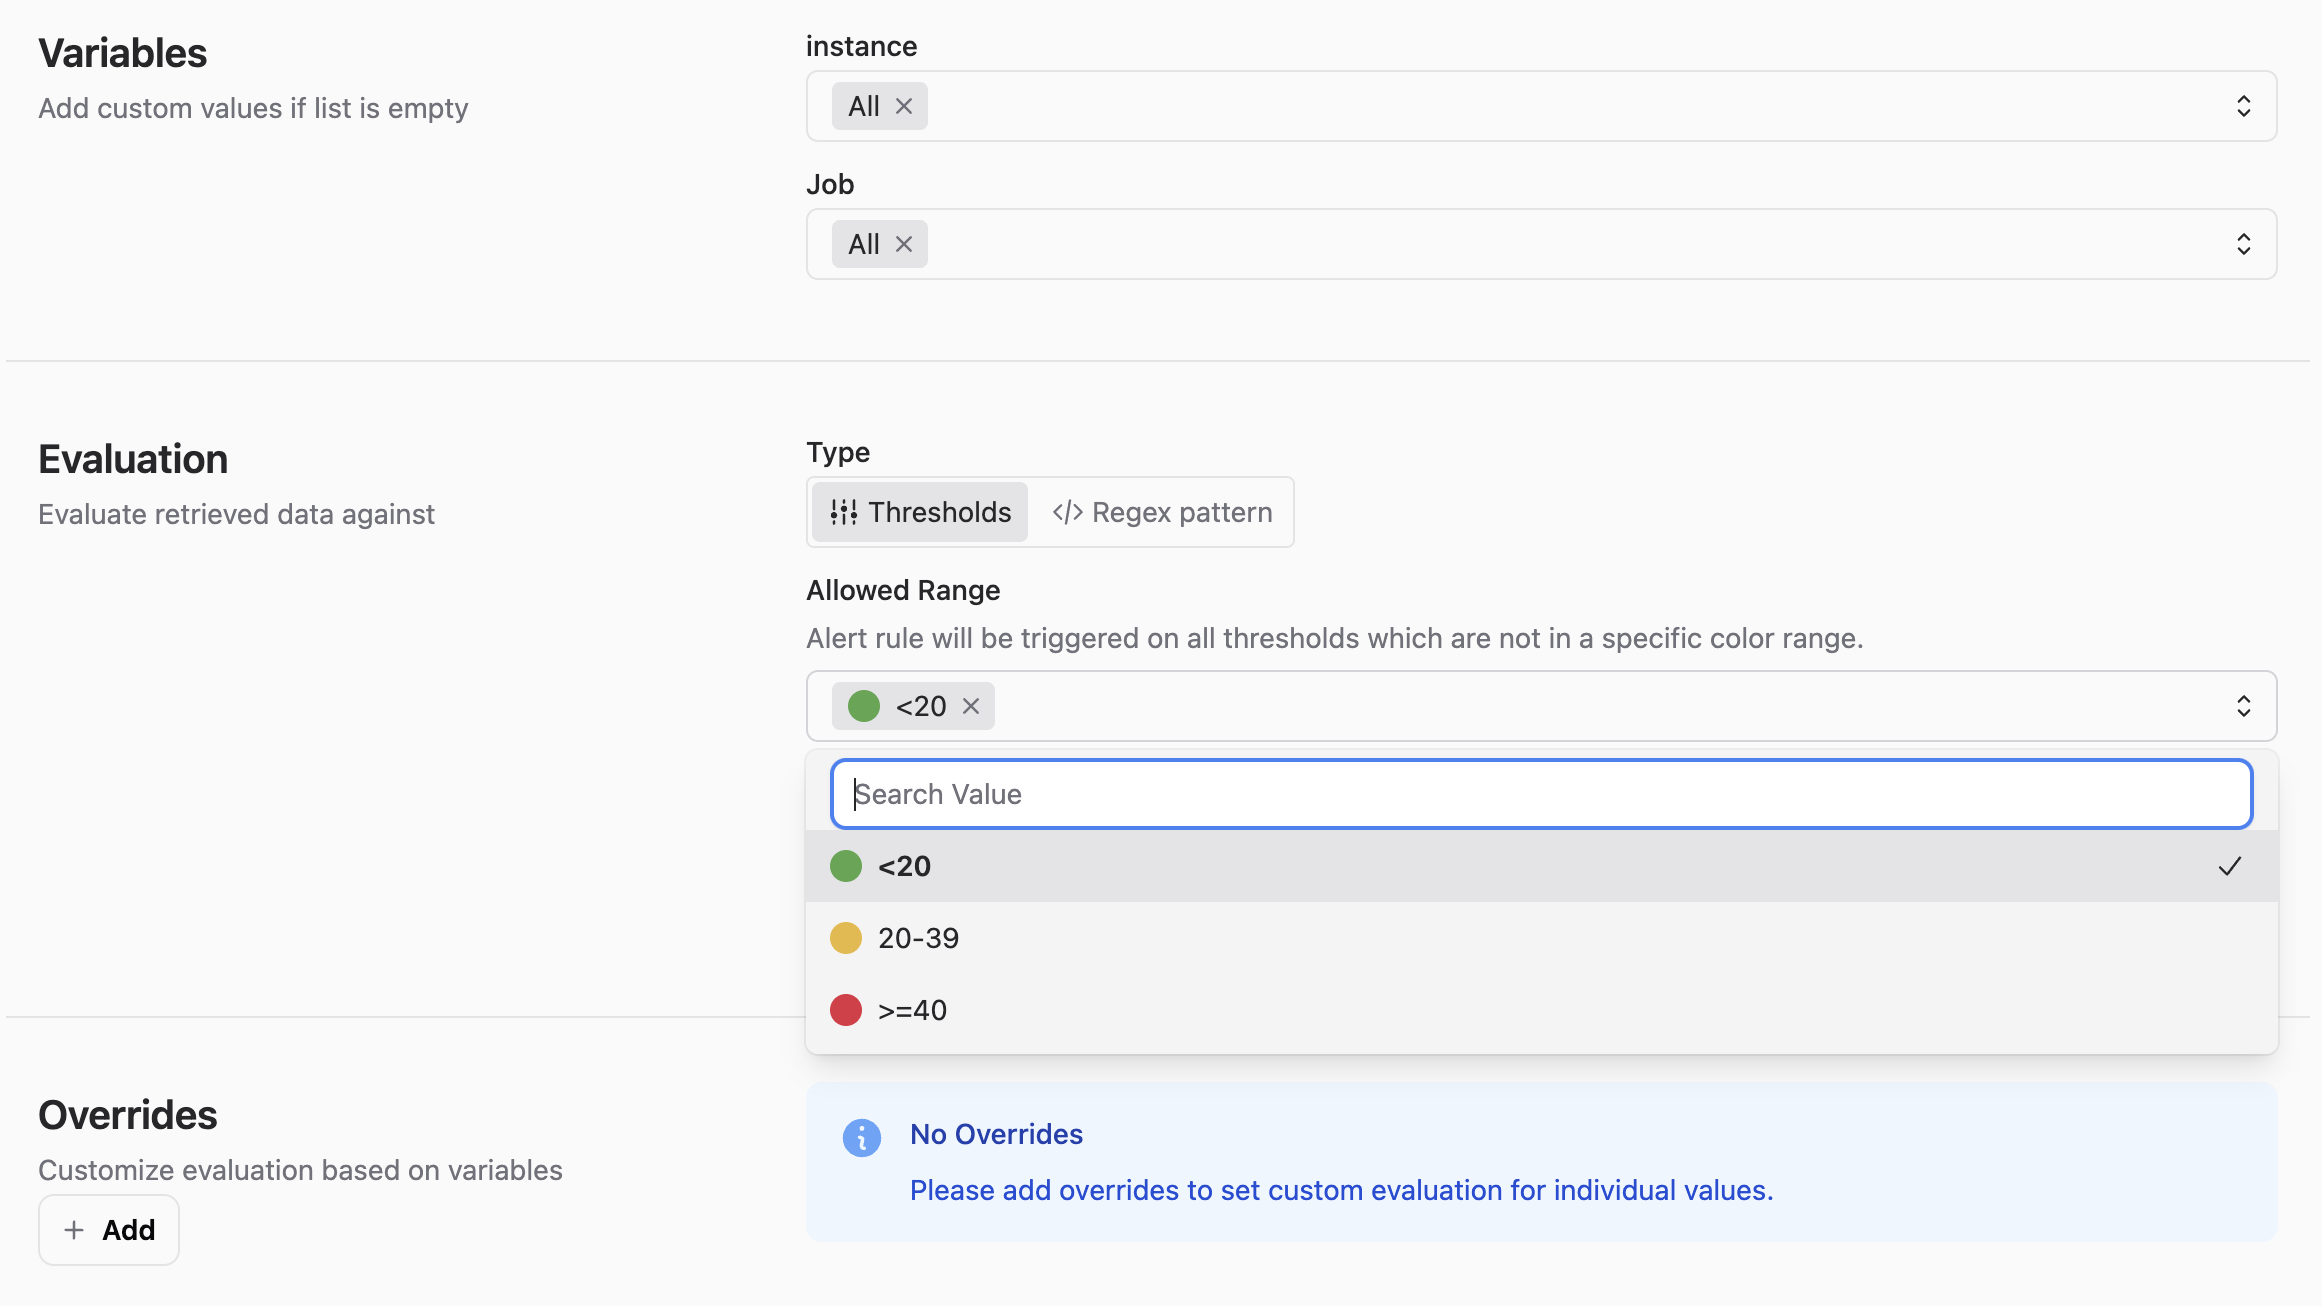 Variables
Add custom values if list is empty
instance
All
Job
All
Evaluation
Evaluate retrieved data against
Type
Thresholds
</> Regex pattern
Allowed Range
Alert rule will be triggered on all thresholds which are not in a specific color range.
<20
Search Value
<20
20-39
>=40
Overrides
Customize evaluation based on variables
+ Add
No Overrides
Please add overrides to set custom evaluation for individual values.